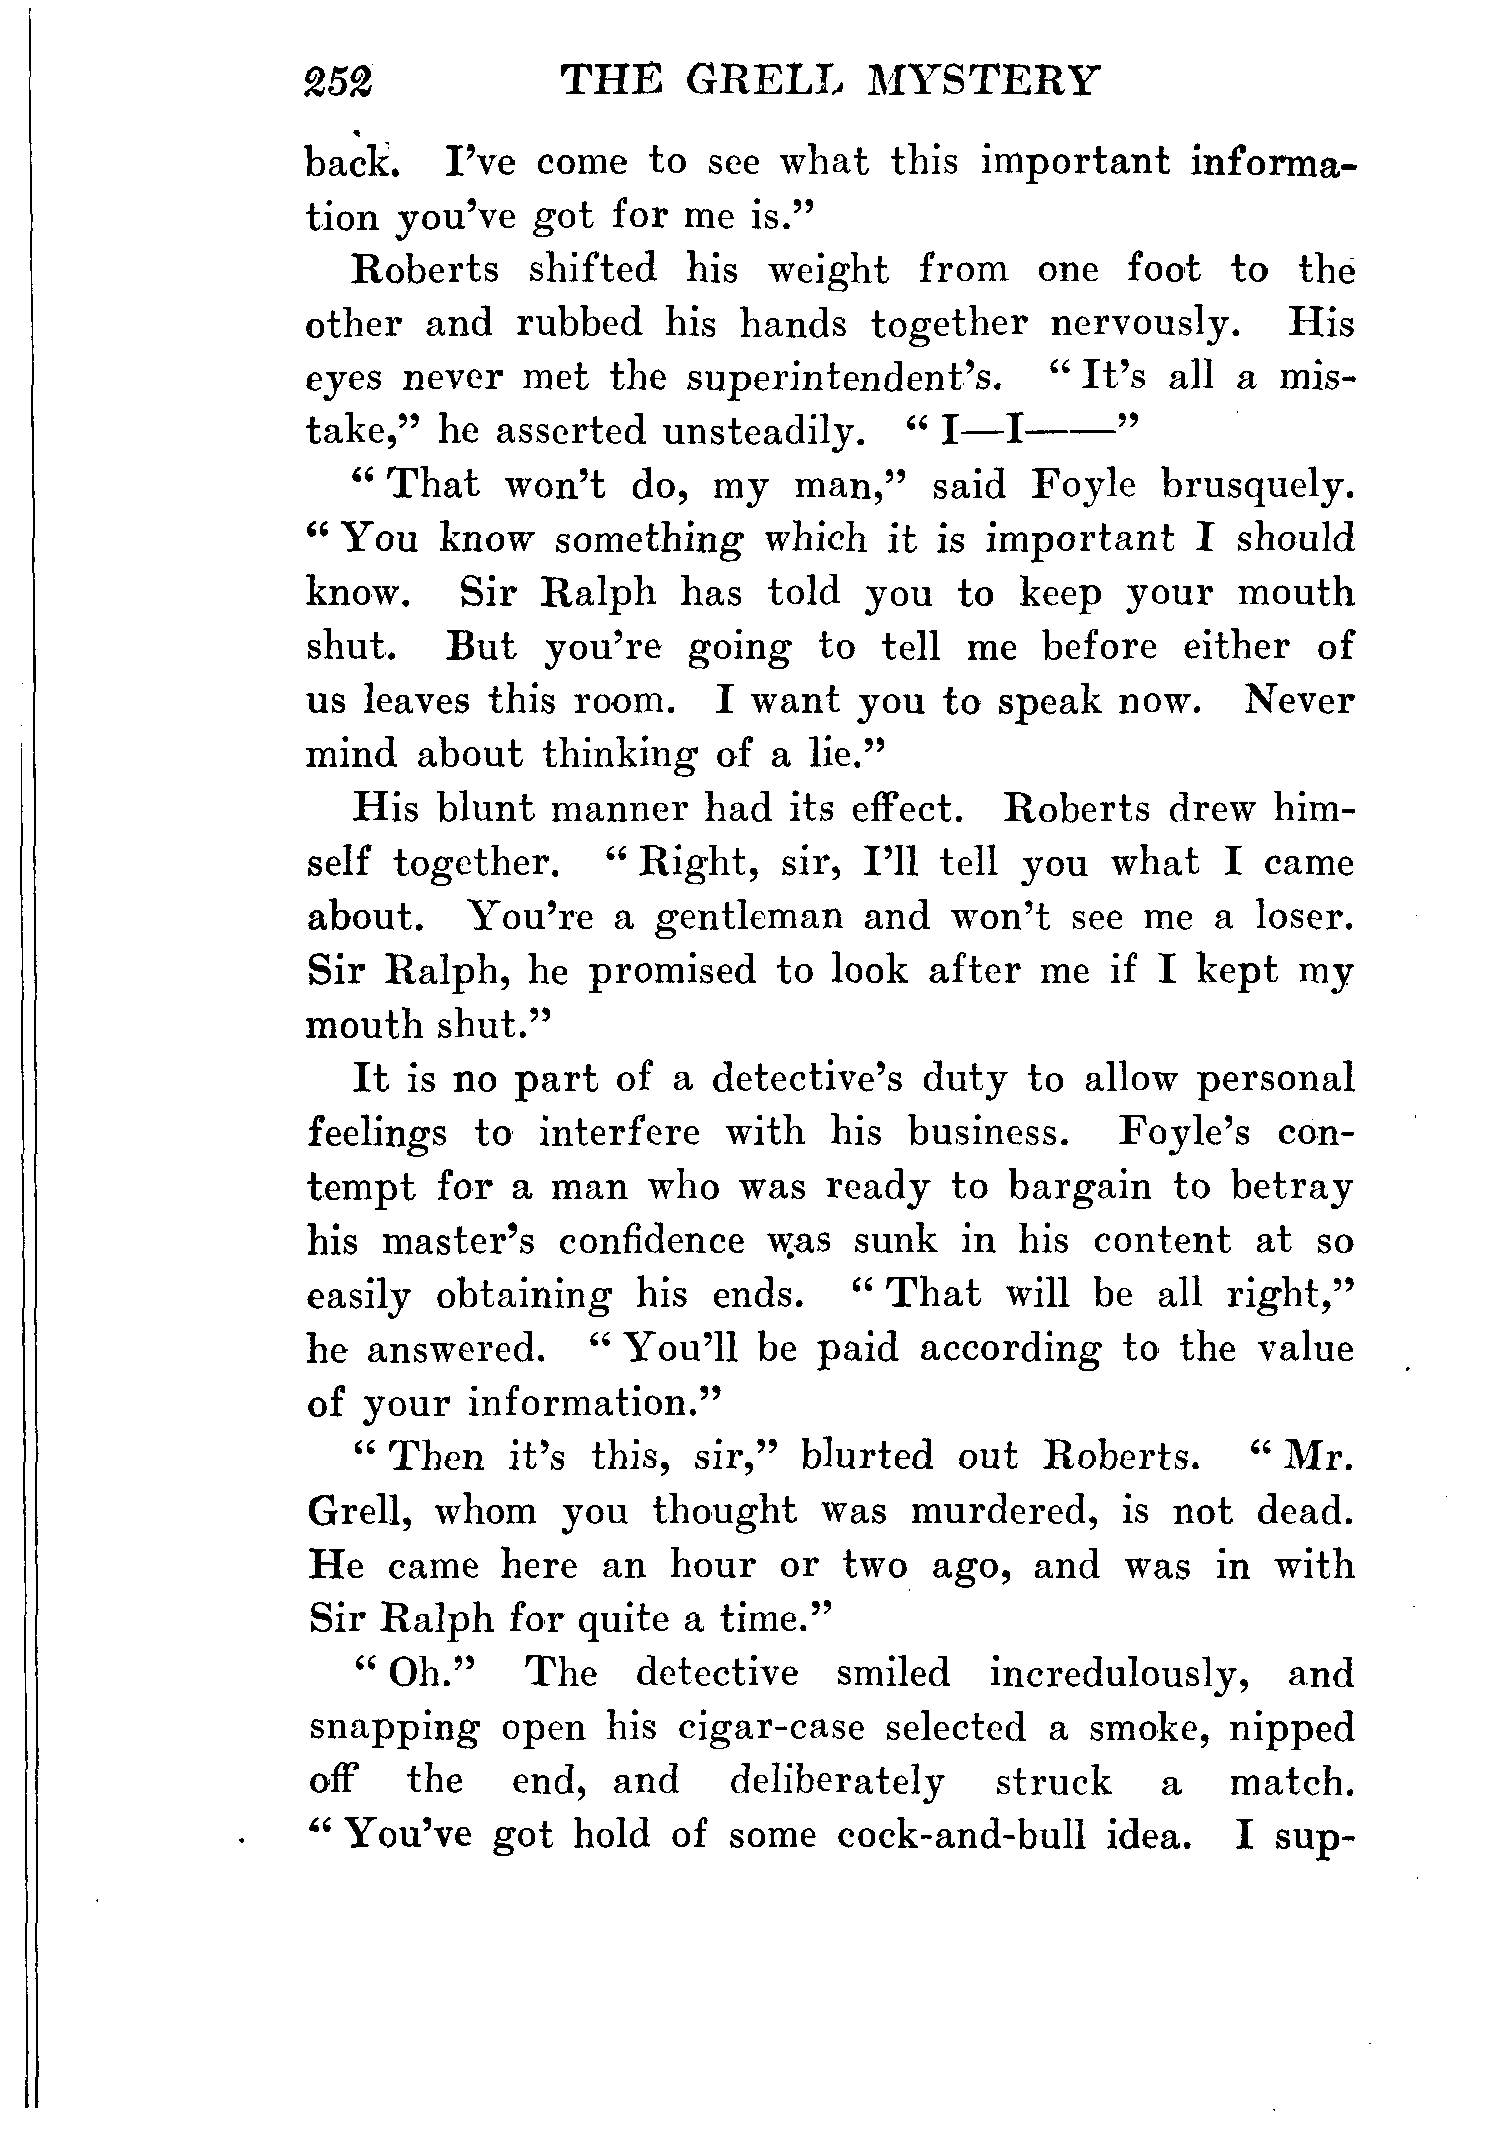 252 THE GRELL MYSTERY
back. I've come to see what this important informa-
tion you've got for me is."
Roberts shifted his weight from one foot to the
other and rubbed his hands together nervously. His
eyes never met the superintendent's. "It's all a mis-
take," he asserted unsteadily. "I—I——"
"That won't do, my man," said Foyle brusquely.
"You know something which it is important I should
know. Sir Ralph has told you to keep your mouth
shut. But you're going to tell me before either of
us leaves this room. I want you to speak now. Never
mind about thinking of a lie."
His blunt manner had its effect. Roberts drew him-
self together. "Right, sir, I'll tell you what I came
about. You're a gentleman and won't see me a loser.
Sir Ralph, he promised to look after me if I kept my
mouth shut."
It is no part of a detective's duty to allow personal
feelings to interfere with his business. Foyle's con-
tempt for a man who was ready to bargain to betray
his master's confidence was sunk in his content at so
easily obtaining his ends. "That will be all right,"
he answered. "You'll be paid according to the value
of your information."
"Then it's this, sir," blurted out Roberts. "Mr.
Grell, whom you thought was murdered, is not dead.
He came here an hour or two ago, and was in with
Sir Ralph for quite a time."
"Oh." The detective smiled incredulously, and
snapping open his cigar-case selected a smoke, nipped
off the end, and deliberately struck a match.
"You've got hold of some cock-and-bull idea. I sup-